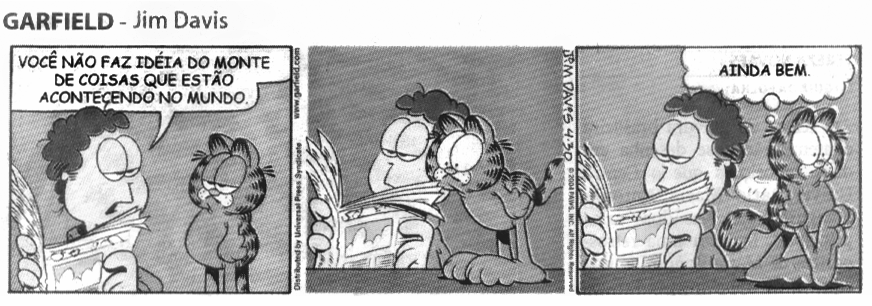 GARFIELD - Jim Davis
VOCÊ NÃO FAZ IDÉIA DO MONTE
DE COISAS QUE ESTÃO
ACONTEÇENDO NO MUNDO.
www.garfield.com
Distributed by Universal Press Syndicate
JIM DAVIS 4.30
© 2004 PAWS, INC. All Rights Reserved
AINDA BEM.